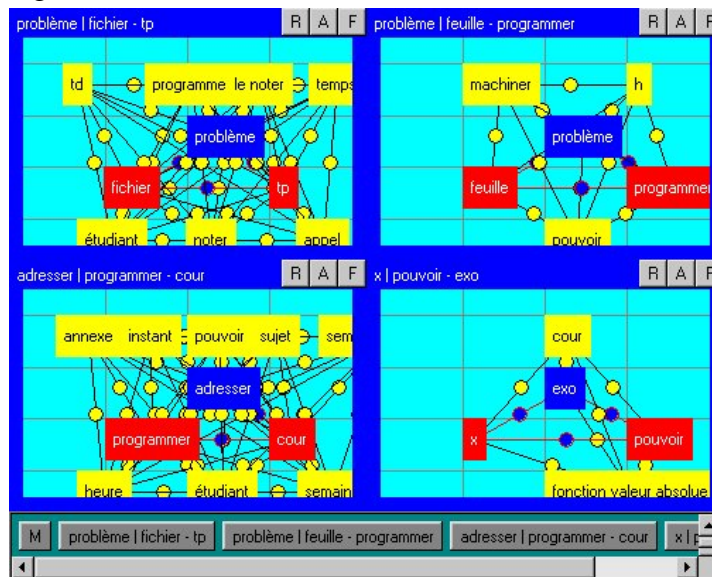 problème | fichier - tp R A F
td programme le noter temps
problème
fichier tp
étudiant noter appel
problème | feuille - programmer R A F
machiner h
problème
feuille programmer
pouvoir
adresser | programmer - cour R A F
annexe instant pouvoir sujet sem
adresser
programmer cour
heure étudiant semain
x | pouvoir - exo R A F
cour
exo
x pouvoir
fonction valeur absolue
M problème | fichier - tp problème | feuille - programmer adresser | programmer - cour x | p